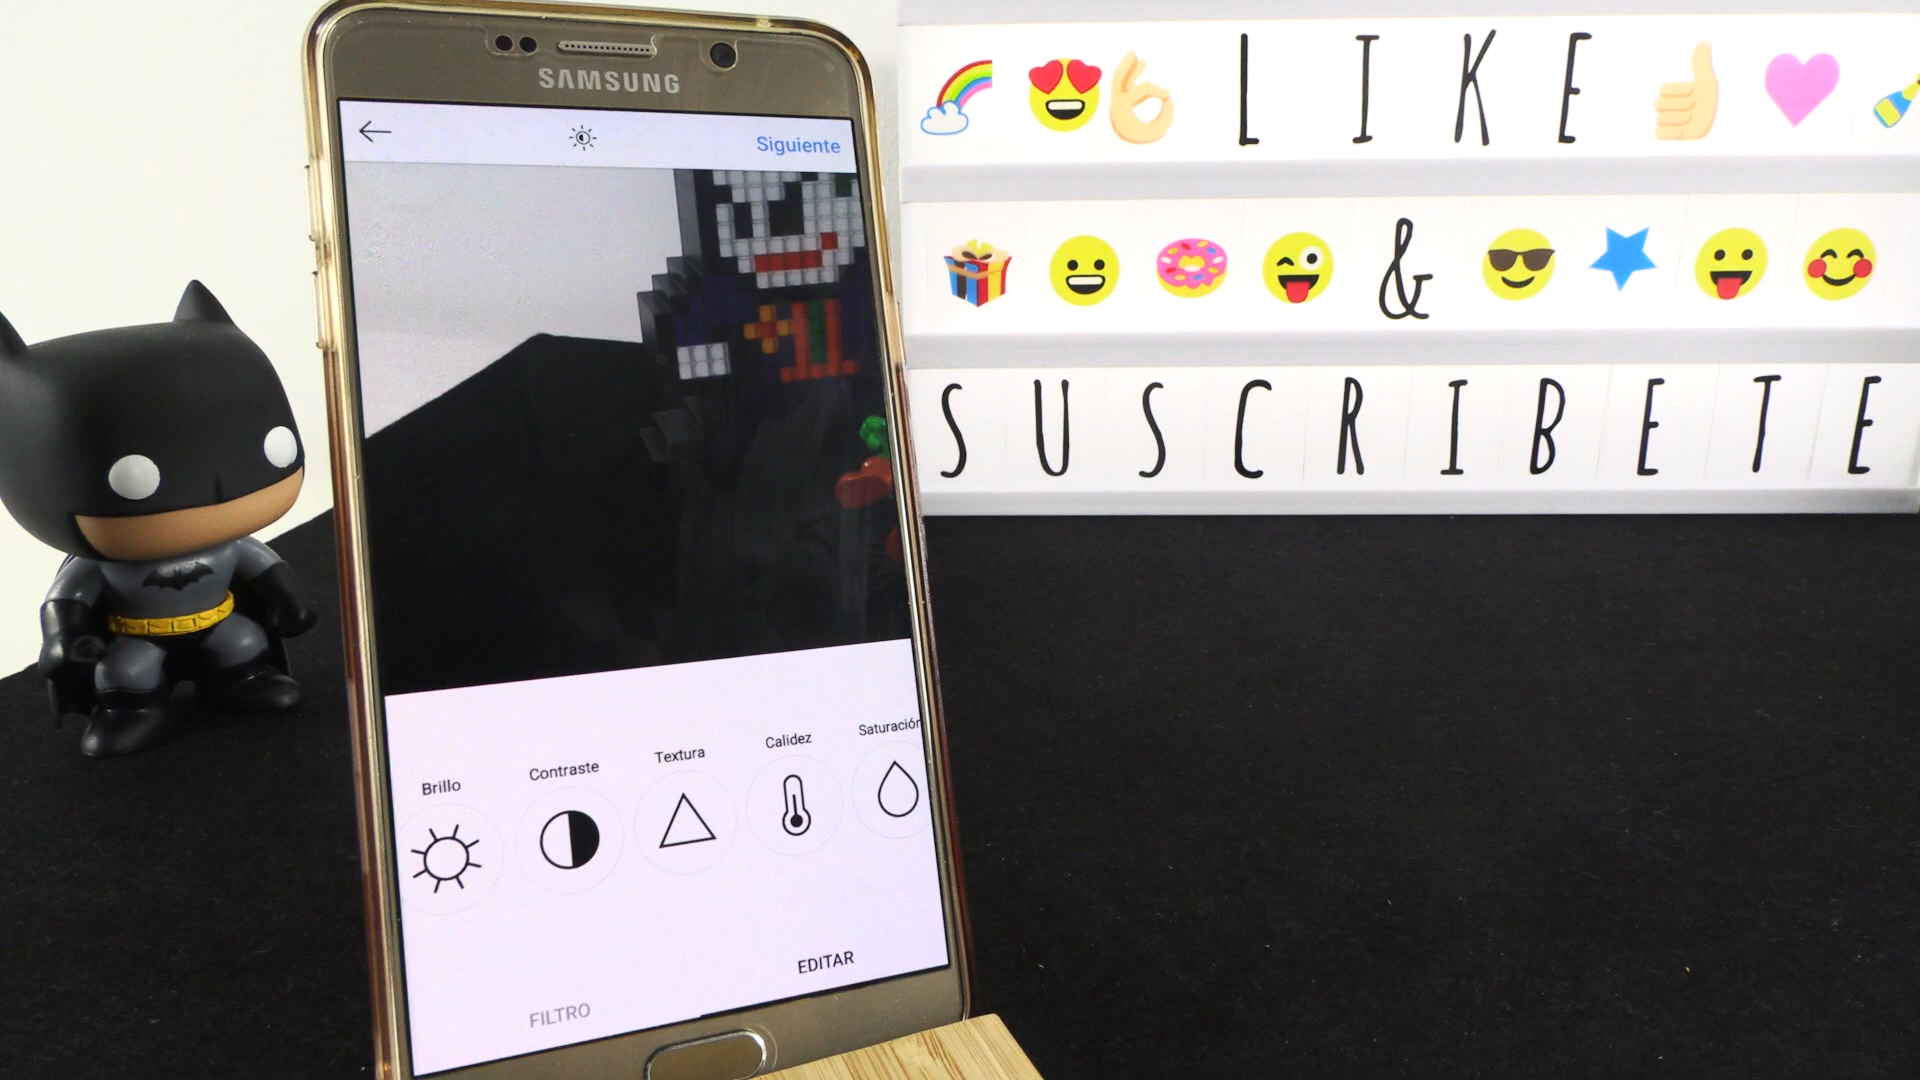 SAMSUNG
Siguiente
Brillo
Contraste
Textura
Calidez
Saturación
EDITAR
FILTRO
LIKE
&
SUSCRIBETE